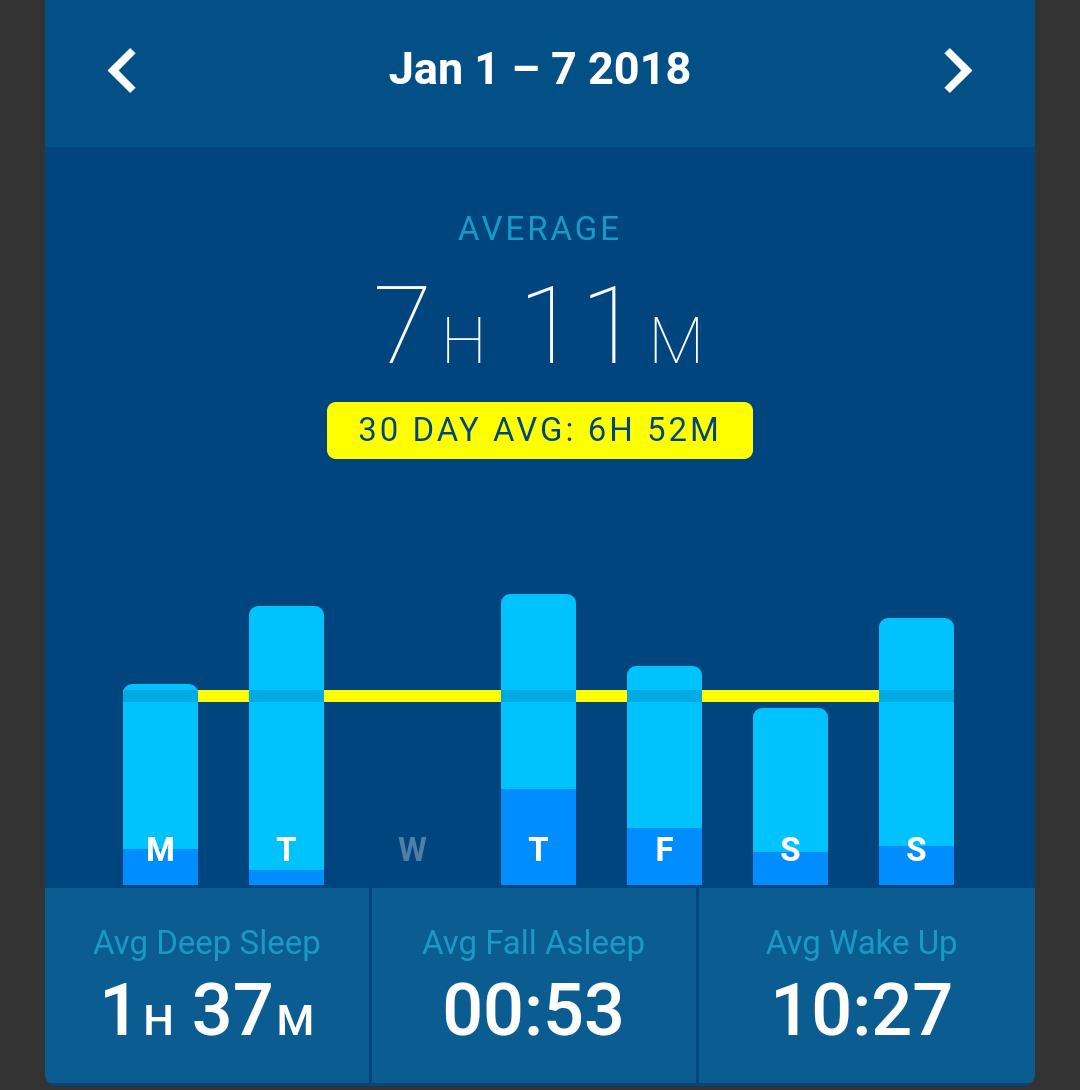 Jan 1 – 7 2018
AVERAGE
7H 11M
30 DAY AVG: 6H 52M
M T W T F S S
Avg Deep Sleep Avg Fall Asleep Avg Wake Up
1H 37M 00:53 10:27